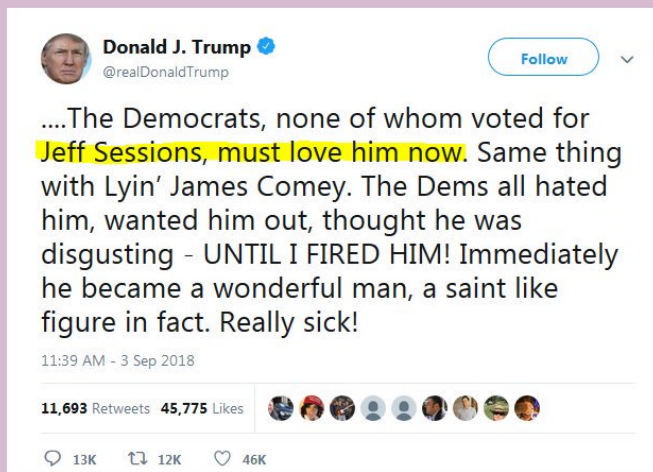 Donald J. Trump
@realDonaldTrump
Follow
....The Democrats, none of whom voted for
Jeff Sessions, must love him now. Same thing
with Lyin’ James Comey. The Dems all hated
him, wanted him out, thought he was
disgusting - UNTIL I FIRED HIM! Immediately
he became a wonderful man, a saint like
figure in fact. Really sick!
11:39 AM - 3 Sep 2018
11,693 Retweets 45,775 Likes
13K 12K 46K